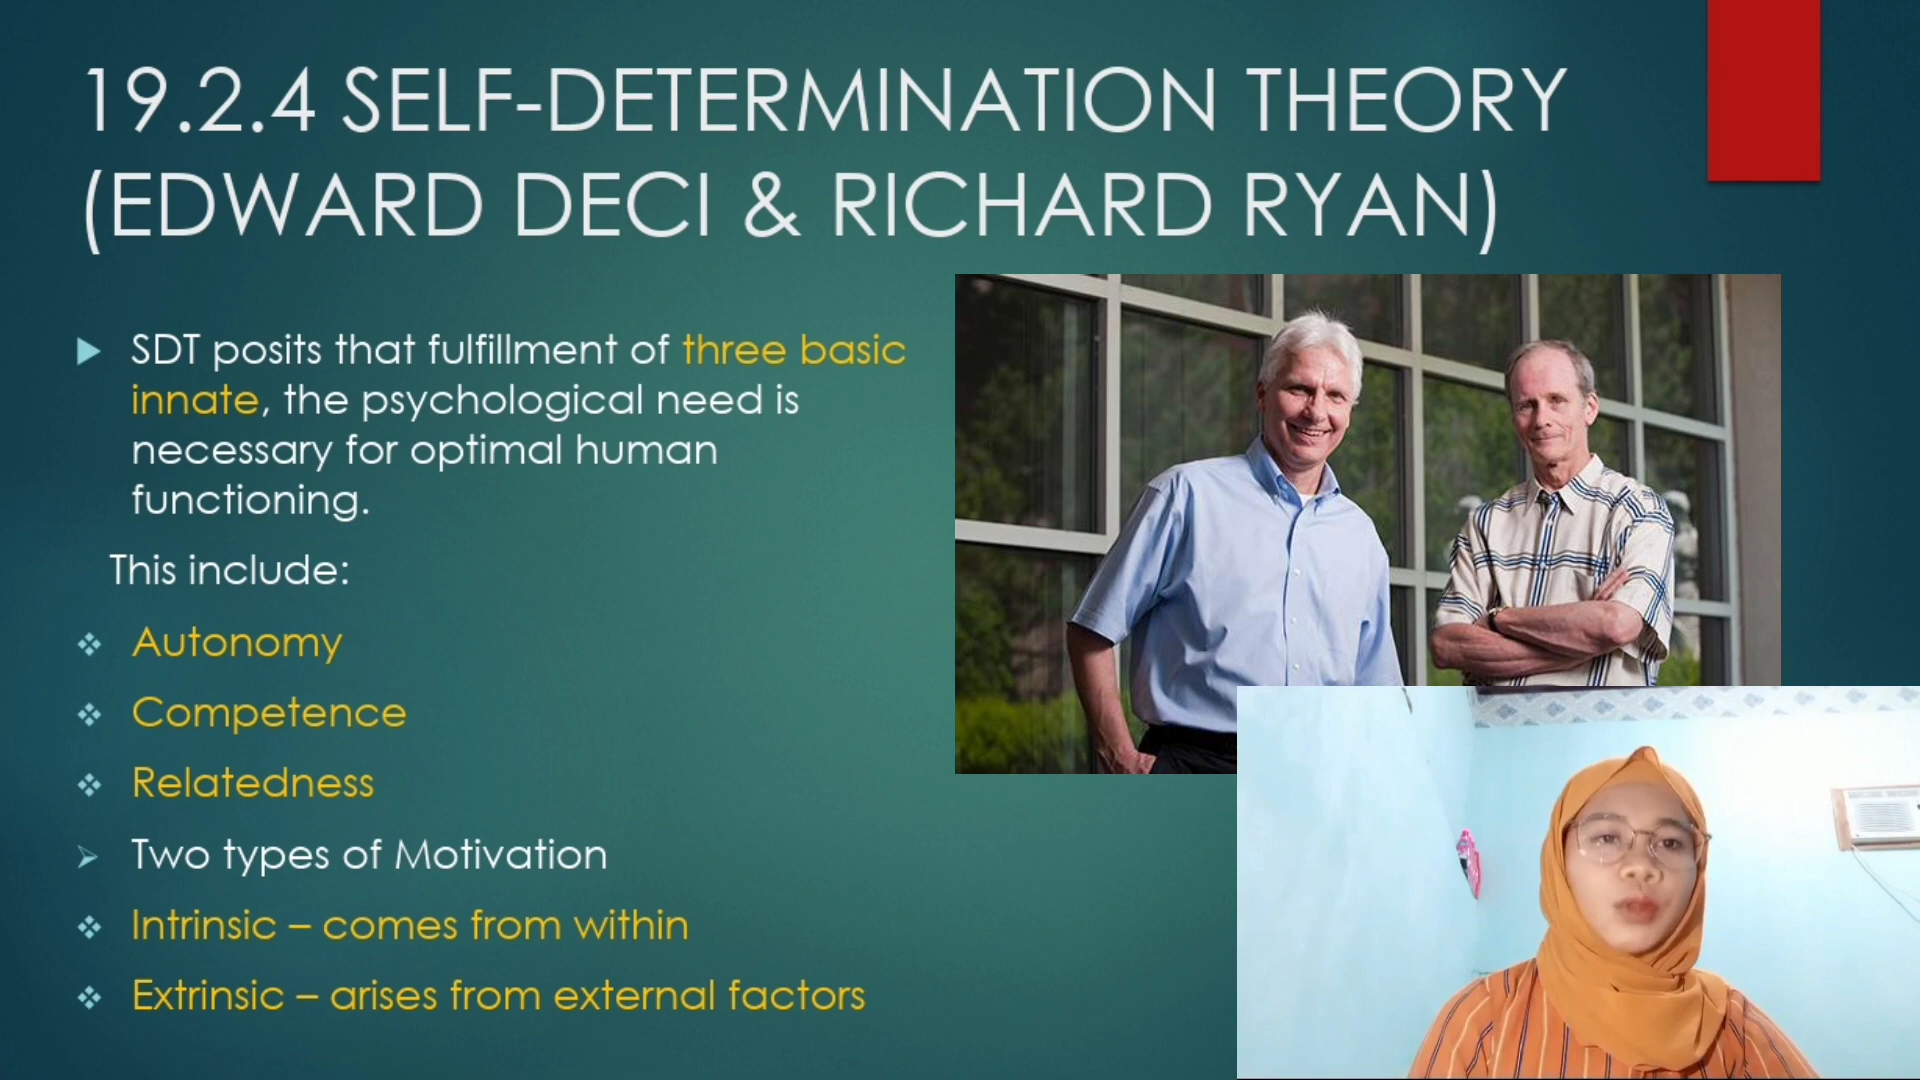 19.2.4 SELF-DETERMINATION THEORY
(EDWARD DECI & RICHARD RYAN)
SDT posits that fulfillment of three basic
innate, the psychological need is
necessary for optimal human
functioning.
This include:
Autonomy
Competence
Relatedness
Two types of Motivation
Intrinsic – comes from within
Extrinsic – arises from external factors